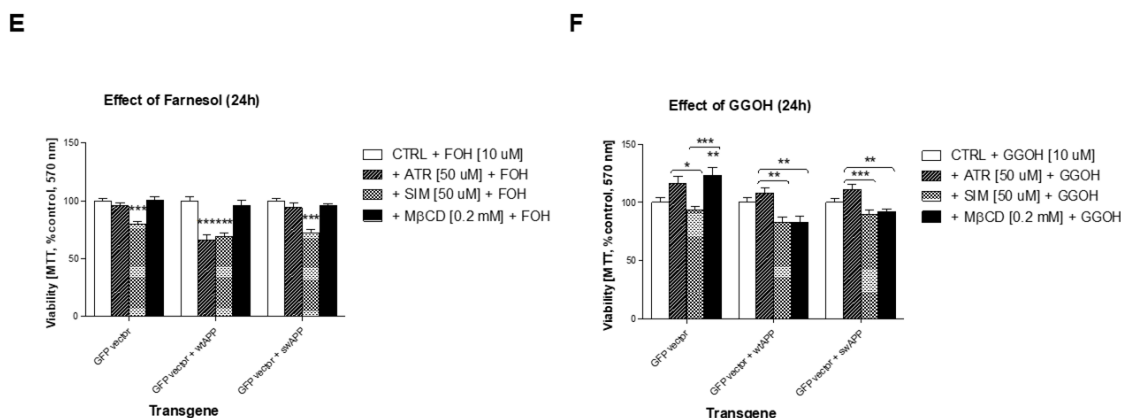 E
Effect of Farnesol (24h)
Viability [MTT, % control, 570 nm]
150
100
50
0
***
******
***
GFP vector
GFP vector + wtAPP
GFP vector + swAPP
Transgene
CTRL + FOH [10 uM]
+ ATR [50 uM] + FOH
+ SIM [50 uM] + FOH
+ MβCD [0.2 mM] + FOH
F
Effect of GGOH (24h)
Viability [MTT, % control, 570 nm]
150
100
50
0
***
*
**
**
**
**
***
GFP vector
GFP vector + wtAPP
GFP vector + swAPP
Transgene
CTRL + GGOH [10 uM]
+ ATR [50 uM] + GGOH
+ SIM [50 uM] + GGOH
+ MβCD [0.2 mM] + GGOH